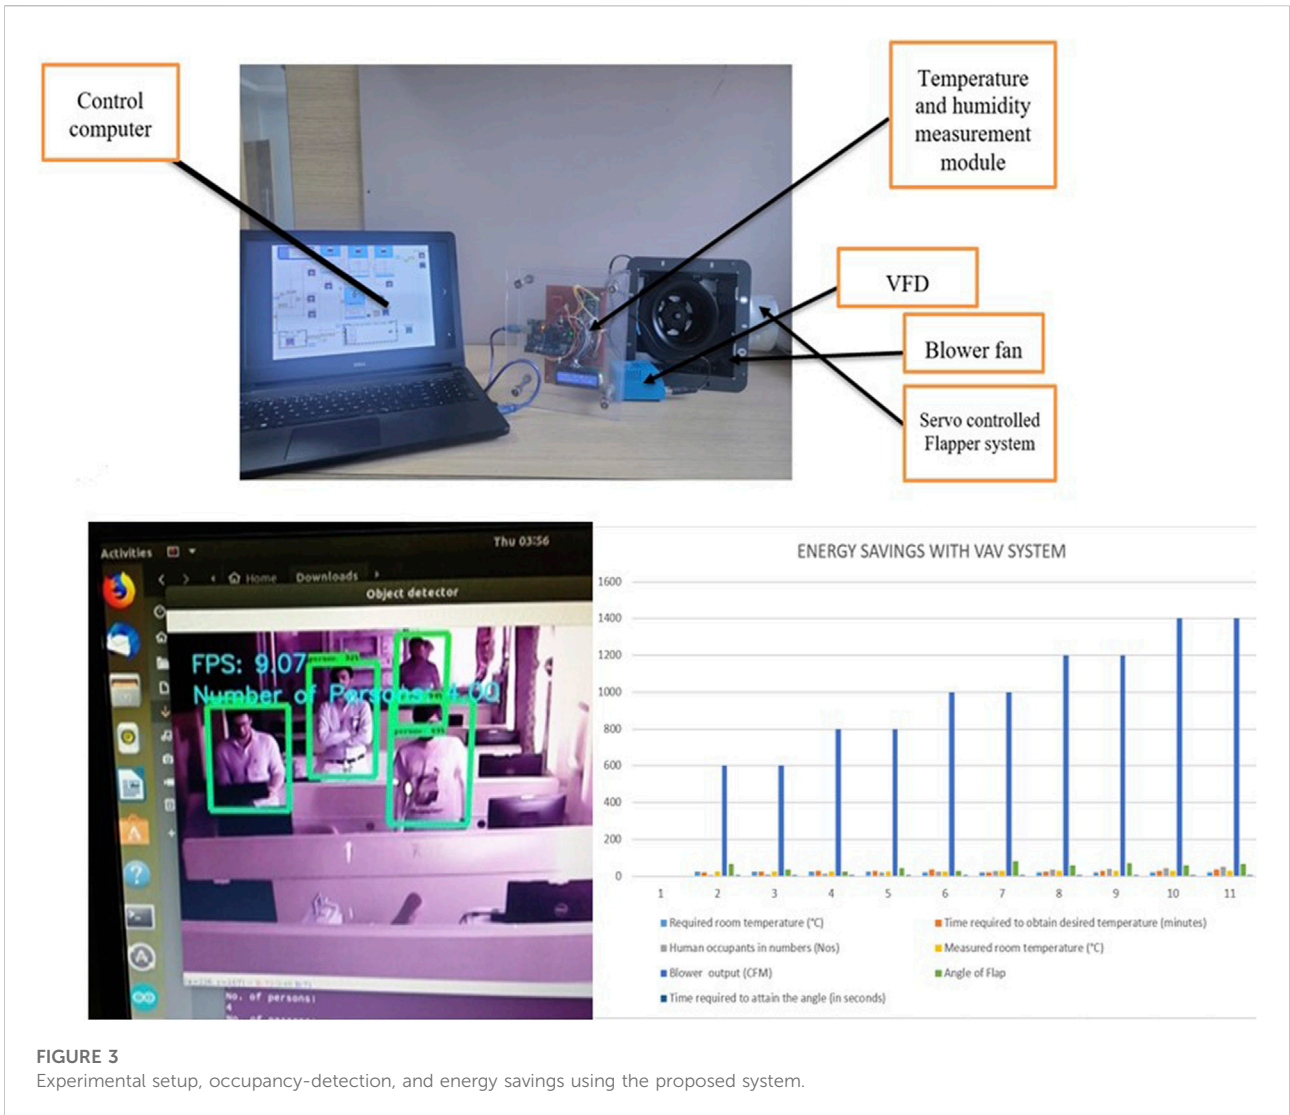 Control
computer
Temperature
and humidity
measurement
module
VFD
Blower fan
Servo controlled
Flapper system
Activities
Thu 03:56
Home Downloads
Object detector
FPS: 9.07
Number of Persons: 4.00
No. of persons:
4
ENERGY SAVINGS WITH VAV SYSTEM
1600
1400
1200
1000
800
600
400
200
0
1 2 3 4 5 6 7 8 9 10 11
Required room temperature (°C)
Time required to obtain desired temperature (minutes)
Human occupants in numbers (Nos)
Measured room temperature (°C)
Blower output (CFM)
Angle of Flap
Time required to attain the angle (in seconds)
FIGURE 3
Experimental setup, occupancy-detection, and energy savings using the proposed system.